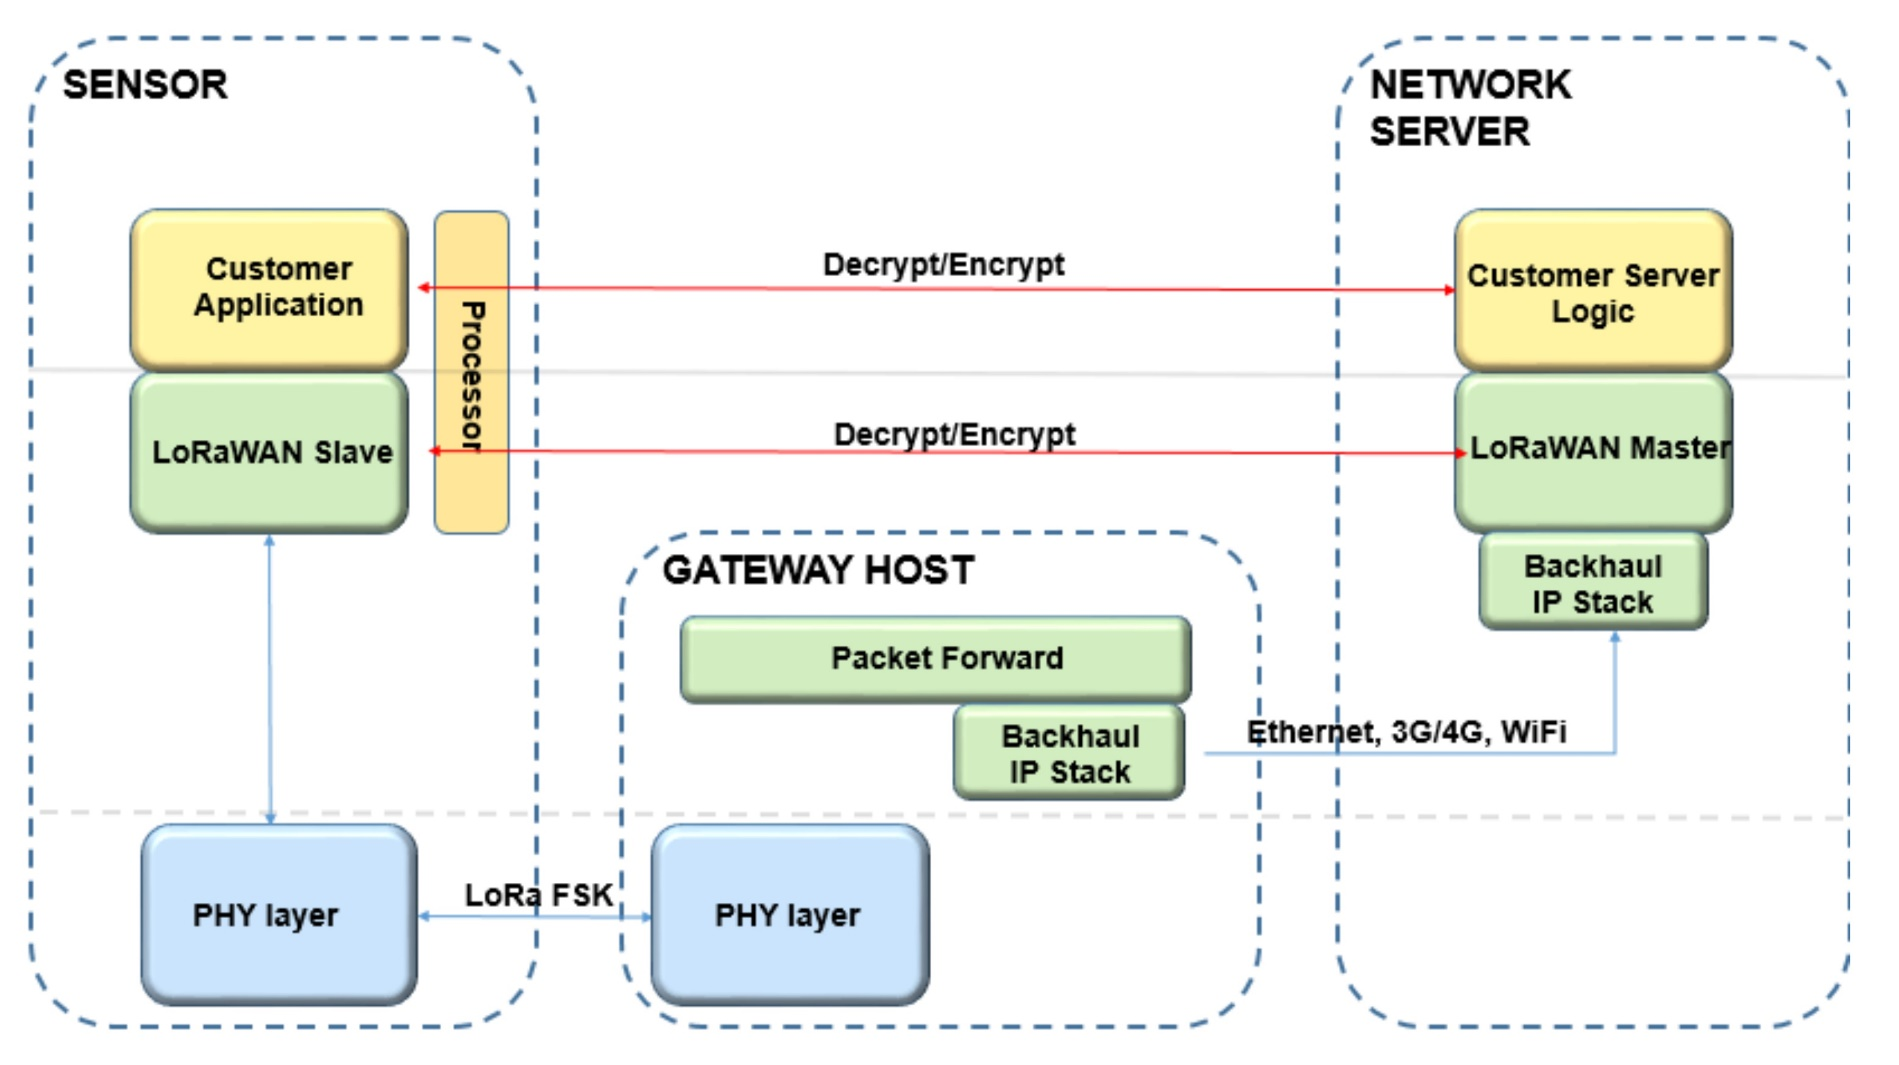 SENSOR
NETWORK
SERVER
Customer
Application
Processor
Decrypt/Encrypt
Customer Server
Logic
LoRaWAN Slave
Decrypt/Encrypt
LoRaWAN Master
GATEWAY HOST
Backhaul
IP Stack
Packet Forward
Backhaul
IP Stack
Ethernet, 3G/4G, WiFi
PHY layer
LoRa FSK
PHY layer